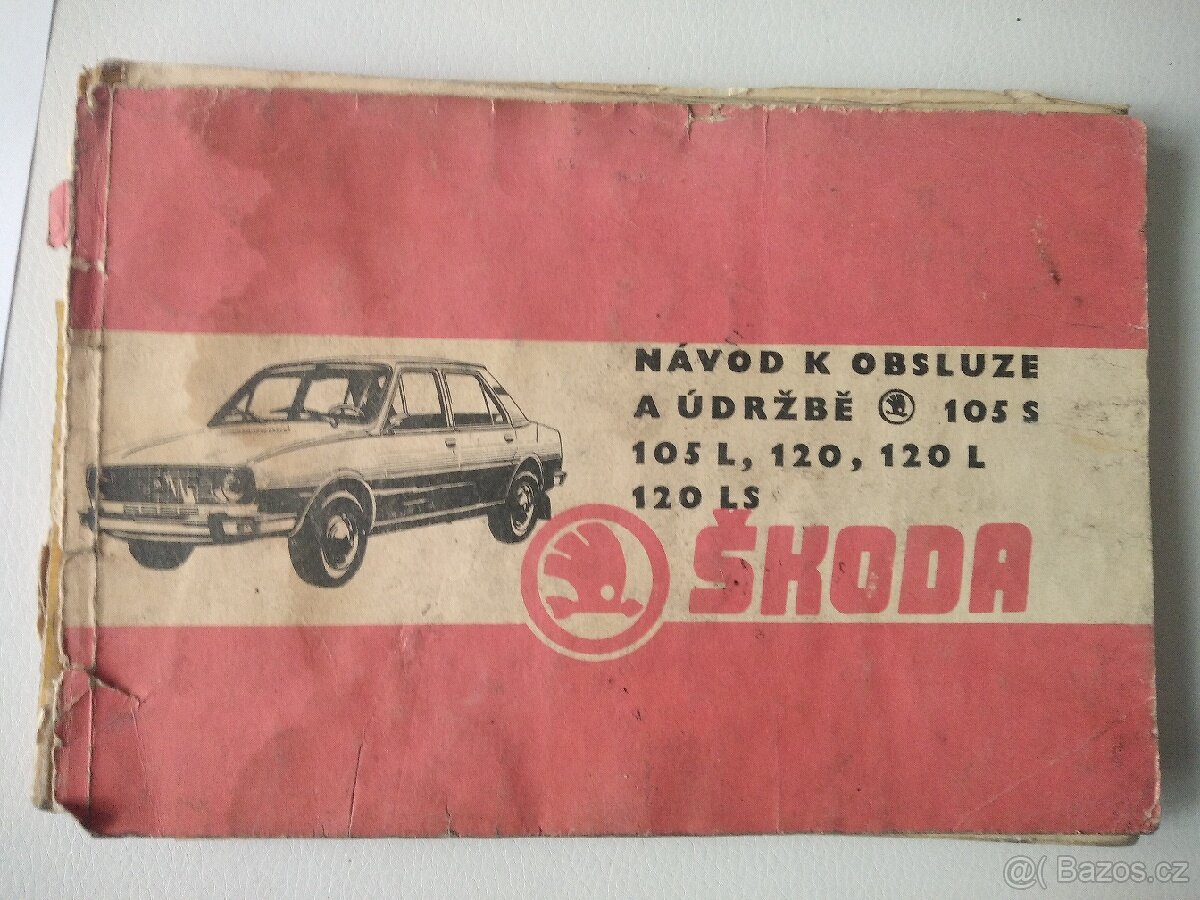 NÁVOD K OBSLUZE
A ÚDRŽBĚ 105 S
105 L, 120, 120 L
120 LS
ŠKODA
@( Bazos.cz